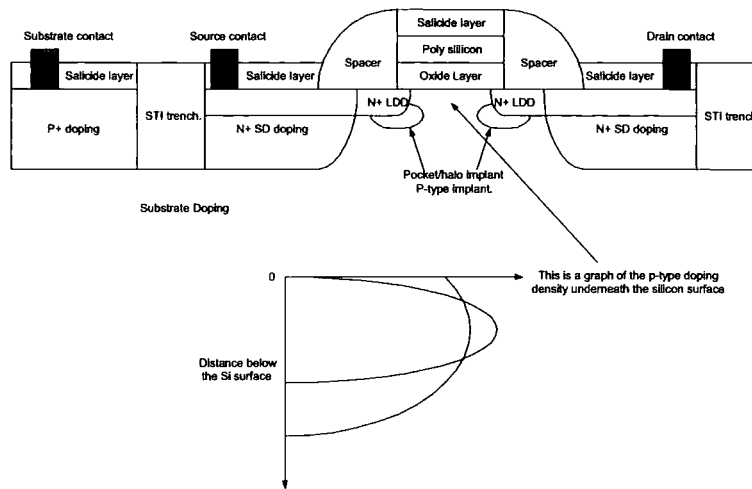 Substrate contact
Source contact
Salicide layer
Drain contact
Salicide layer
Salicide layer
Spacer
Poly silicon
Oxide Layer
Spacer
Salicide layer
P+ doping
STI trench.
N+ SD doping
N+ LDD
N+ LDD
N+ SD doping
STI trench
Pocket/halo implant
P-type implant.
Substrate Doping
0
This is a graph of the p-type doping
density underneath the silicon surface
Distance below
the Si surface